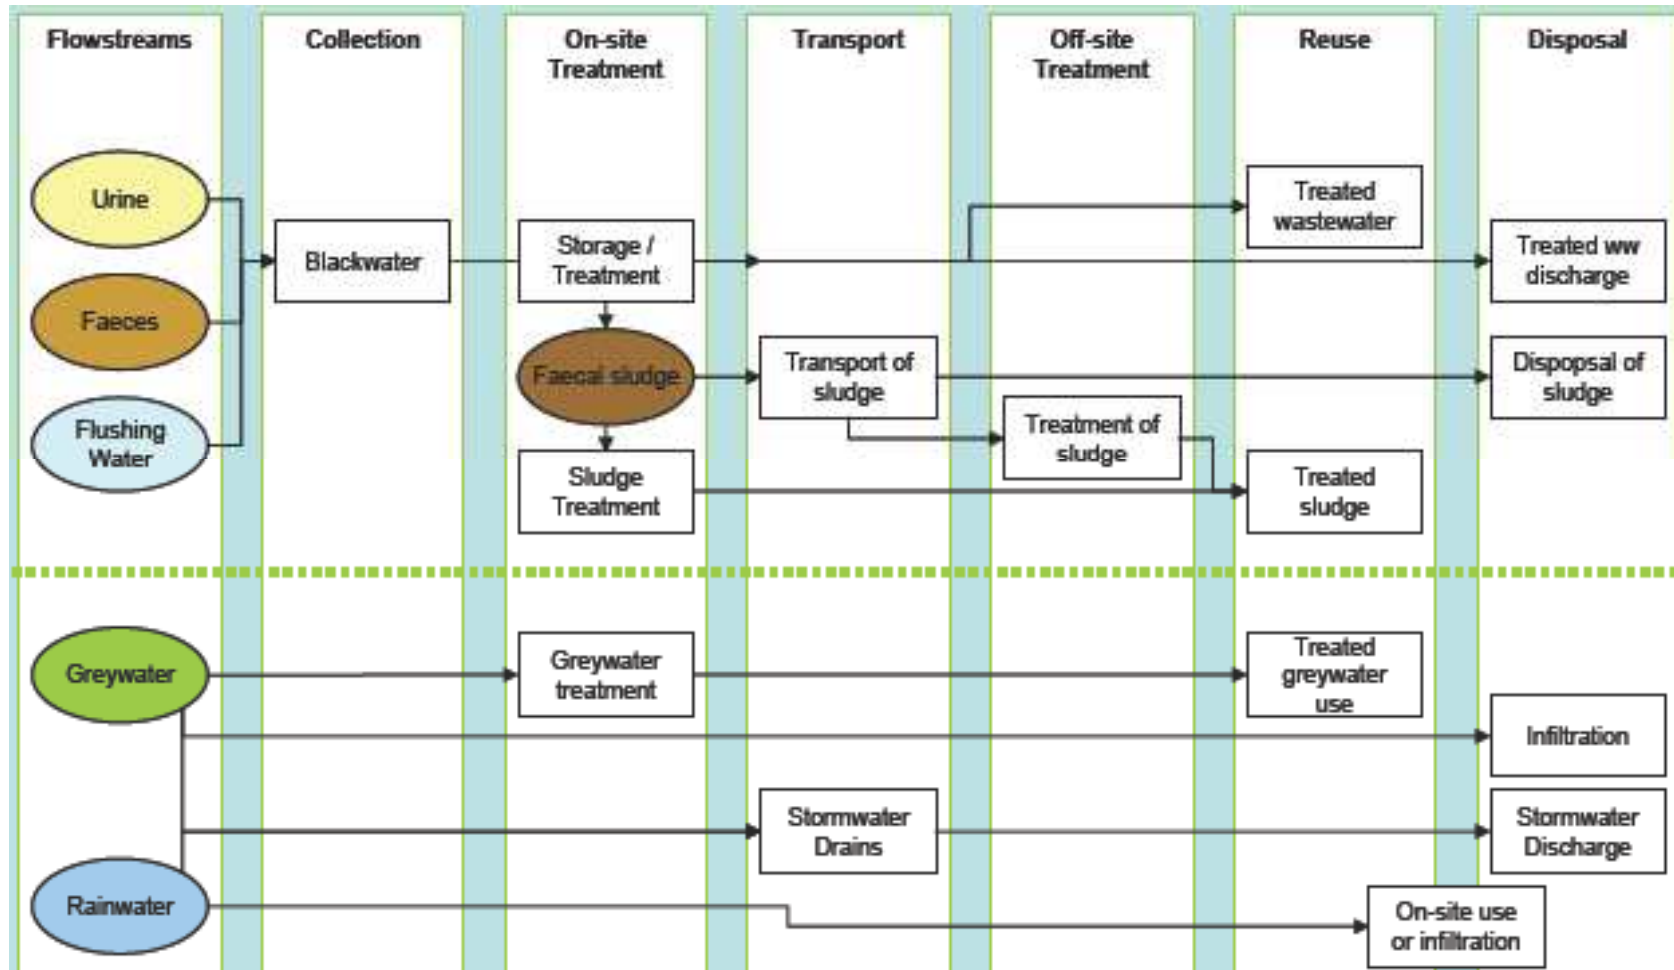 Flowstreams
Collection
On-site
Treatment
Transport
Off-site
Treatment
Reuse
Disposal
Urine
Faeces
Flushing
Water
Blackwater
Storage /
Treatment
Faecal sludge
Sludge
Treatment
Transport of
sludge
Treatment of
sludge
Treated
wastewater
Treated
sludge
Treated ww
discharge
Dispopsal of
sludge
Greywater
Rainwater
Greywater
treatment
Stormwater
Drains
Treated
greywater
use
Infiltration
Stormwater
Discharge
On-site use
or infiltration